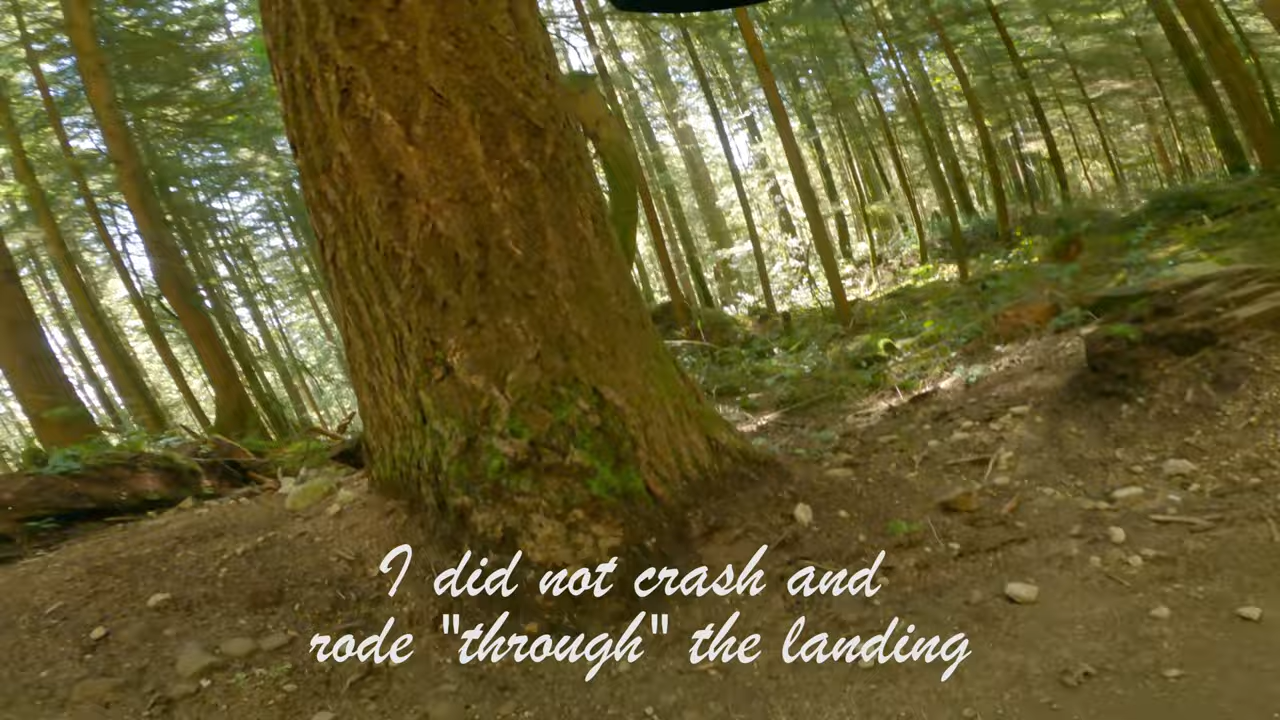 I did not crash and
rode "through" the landing